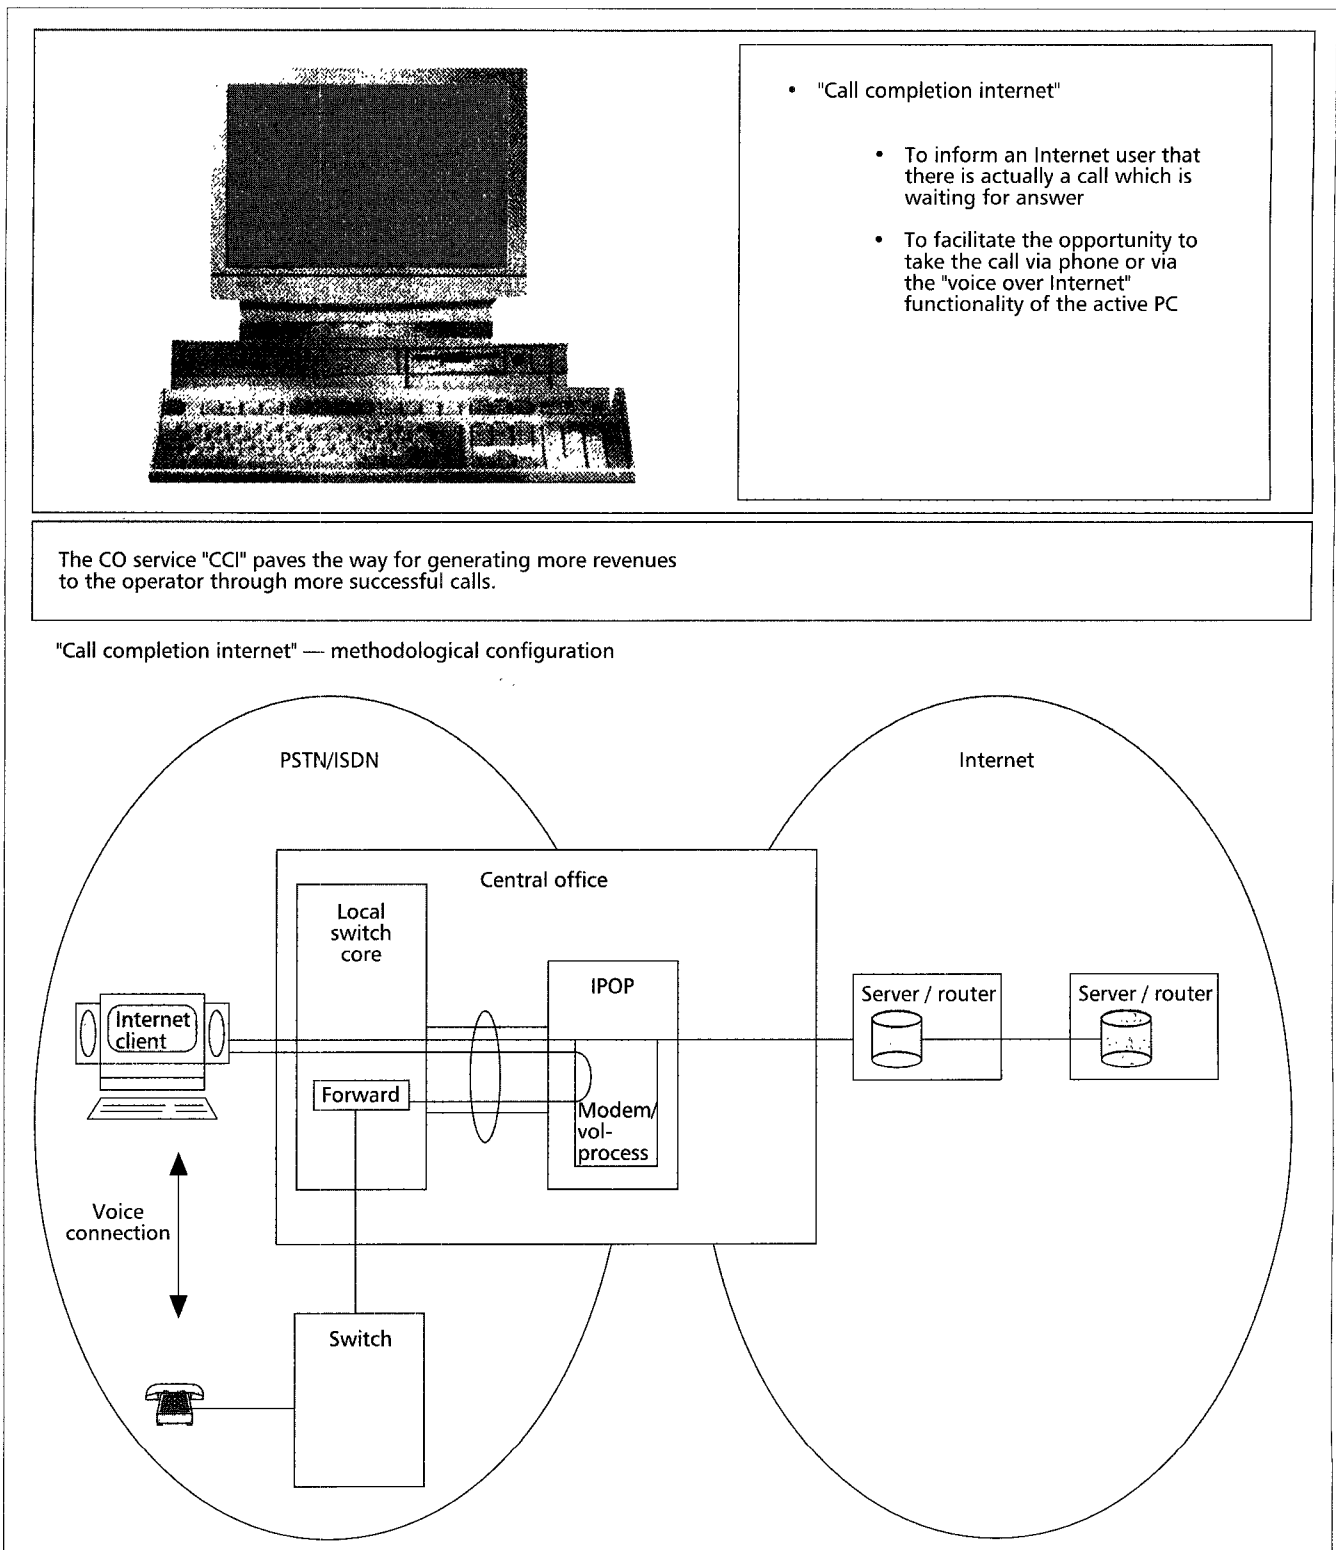 • "Call completion internet"
• To inform an Internet user that
there is actually a call which is
waiting for answer
• To facilitate the opportunity to
take the call via phone or via
the "voice over Internet"
functionality of the active PC
The CO service "CCI" paves the way for generating more revenues
to the operator through more successful calls.
"Call completion internet" — methodological configuration
PSTN/ISDN
Internet
Central office
Local
switch
core
IPOP
Server / router
Server / router
Internet
client
Forward
Modem/
vol-
process
Voice
connection
Switch